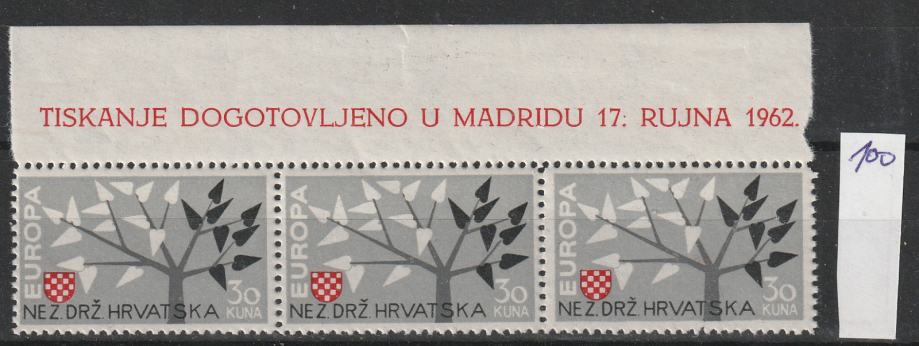 TISKANJE DOGOTOVLJENO U MADRIDU 17: RUJNA 1962.
100
EUROPA
30
NEZ. DRŽ. HRVATSKA KUNA
EUROPA
30
NEZ. DRŽ. HRVATSKA KUNA
EUROPA
30
NEZ. DRŽ. HRVATSKA KUNA